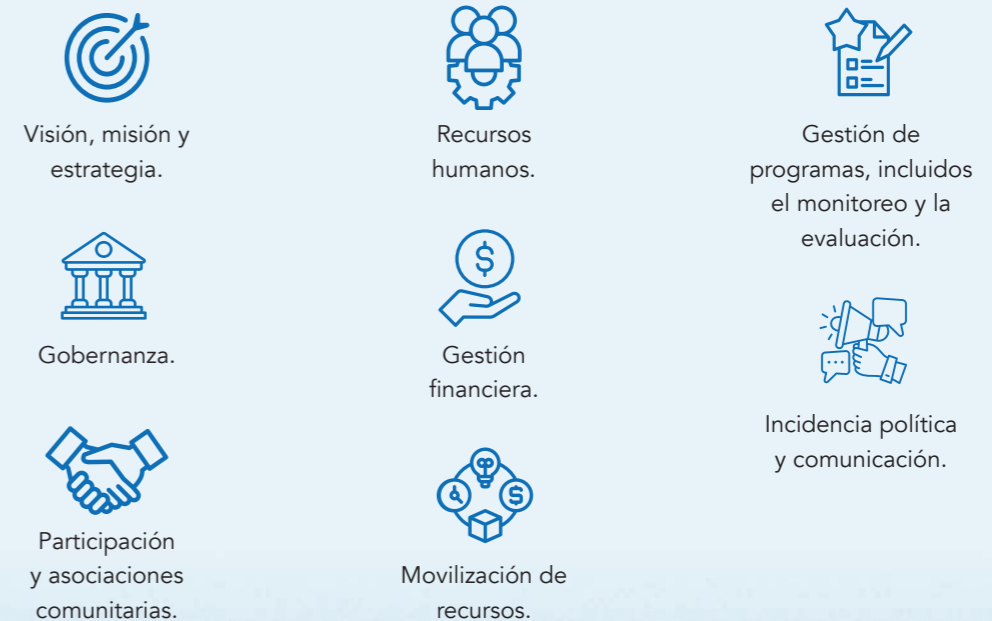 Visión, misión y
estrategia.
Gobernanza.
Participación
y asociaciones
comunitarias.
Recursos
humanos.
Gestión
financiera.
Movilización de
recursos.
Gestión de
programas, incluidos
el monitoreo y la
evaluación.
Incidencia política
y comunicación.